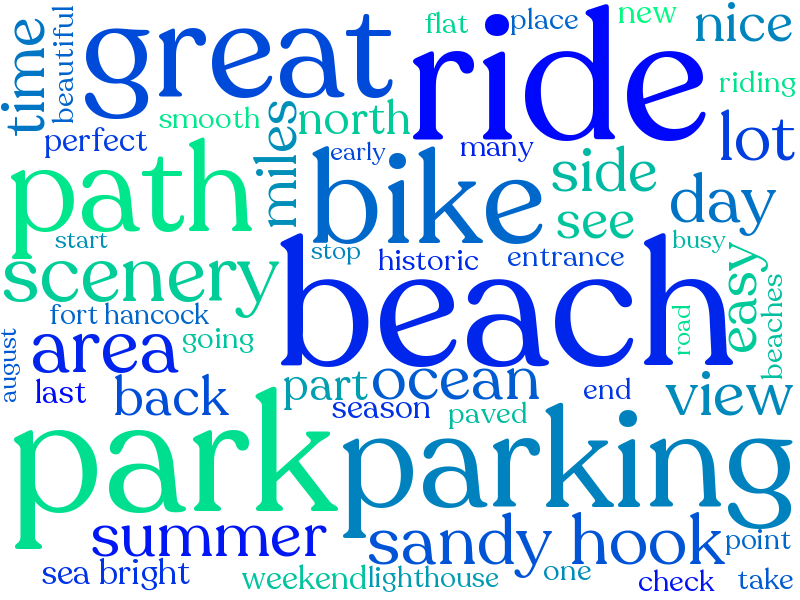 flat place new nice
time beautiful great ride riding
perfect smooth miles north early many lot
path bike side day
start stop see busy
scenery historic entrance easy
fort hancock beach road beaches
august area going
last back part ocean end view
season paved
park parking
summer sandy hook point
sea bright weekend lighthouse one check take